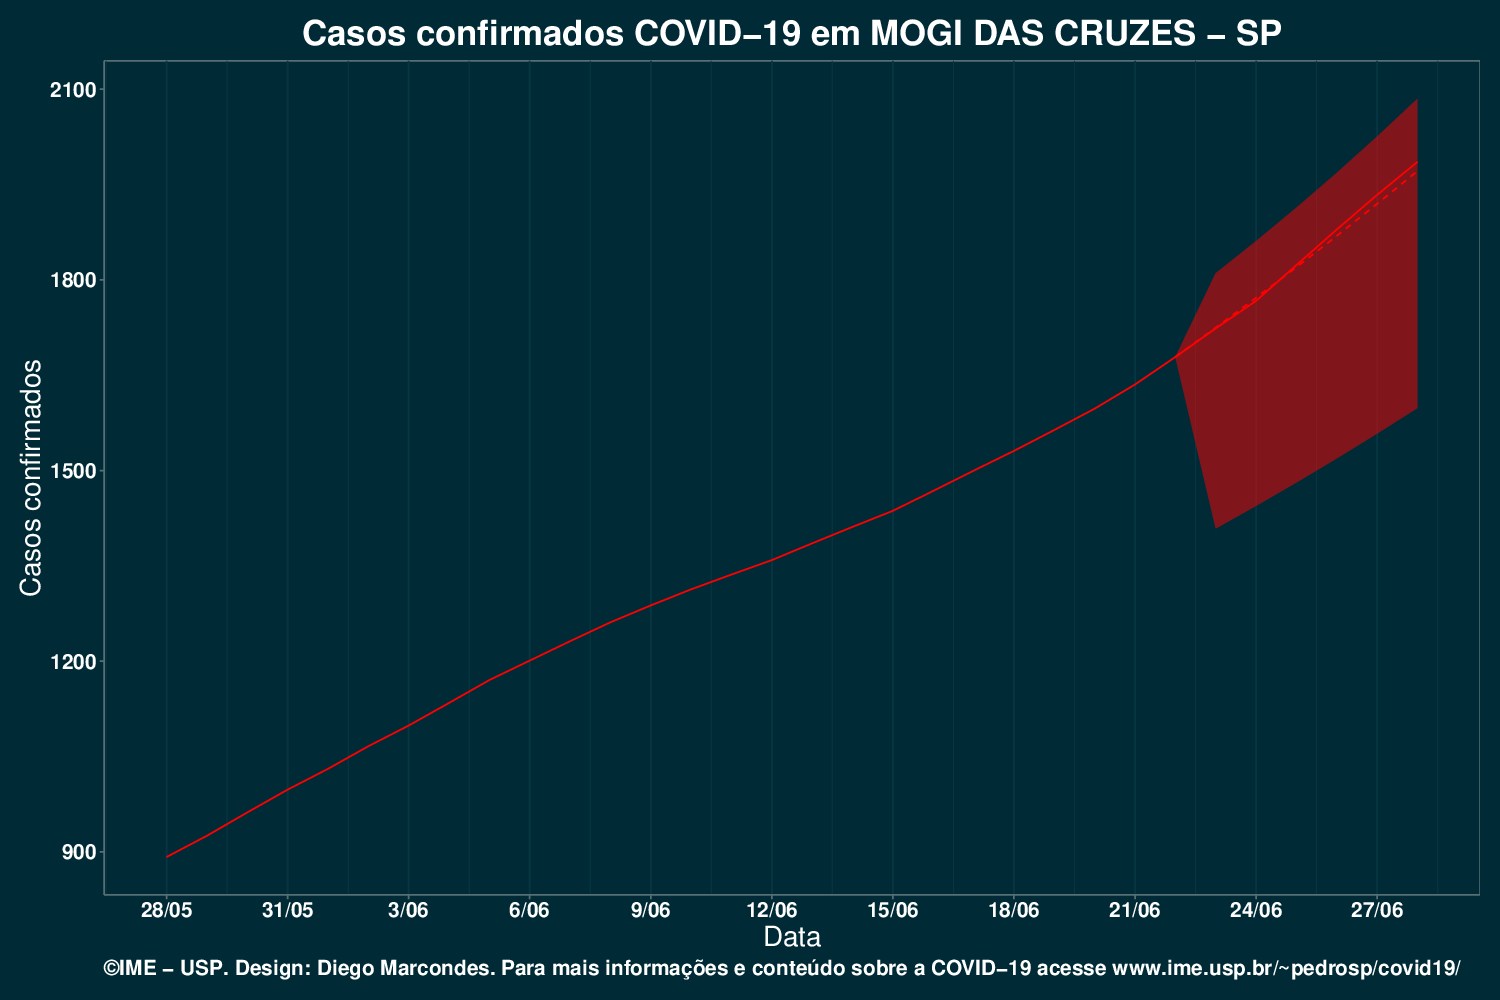 Casos confirmados COVID−19 em MOGI DAS CRUZES − SP
Casos confirmados
2100
1800
1500
1200
900
28/05 31/05 3/06 6/06 9/06 12/06 15/06 18/06 21/06 24/06 27/06
Data
©IME − USP. Design: Diego Marcondes. Para mais informações e conteúdo sobre a COVID−19 acesse www.ime.usp.br/~pedrosp/covid19/